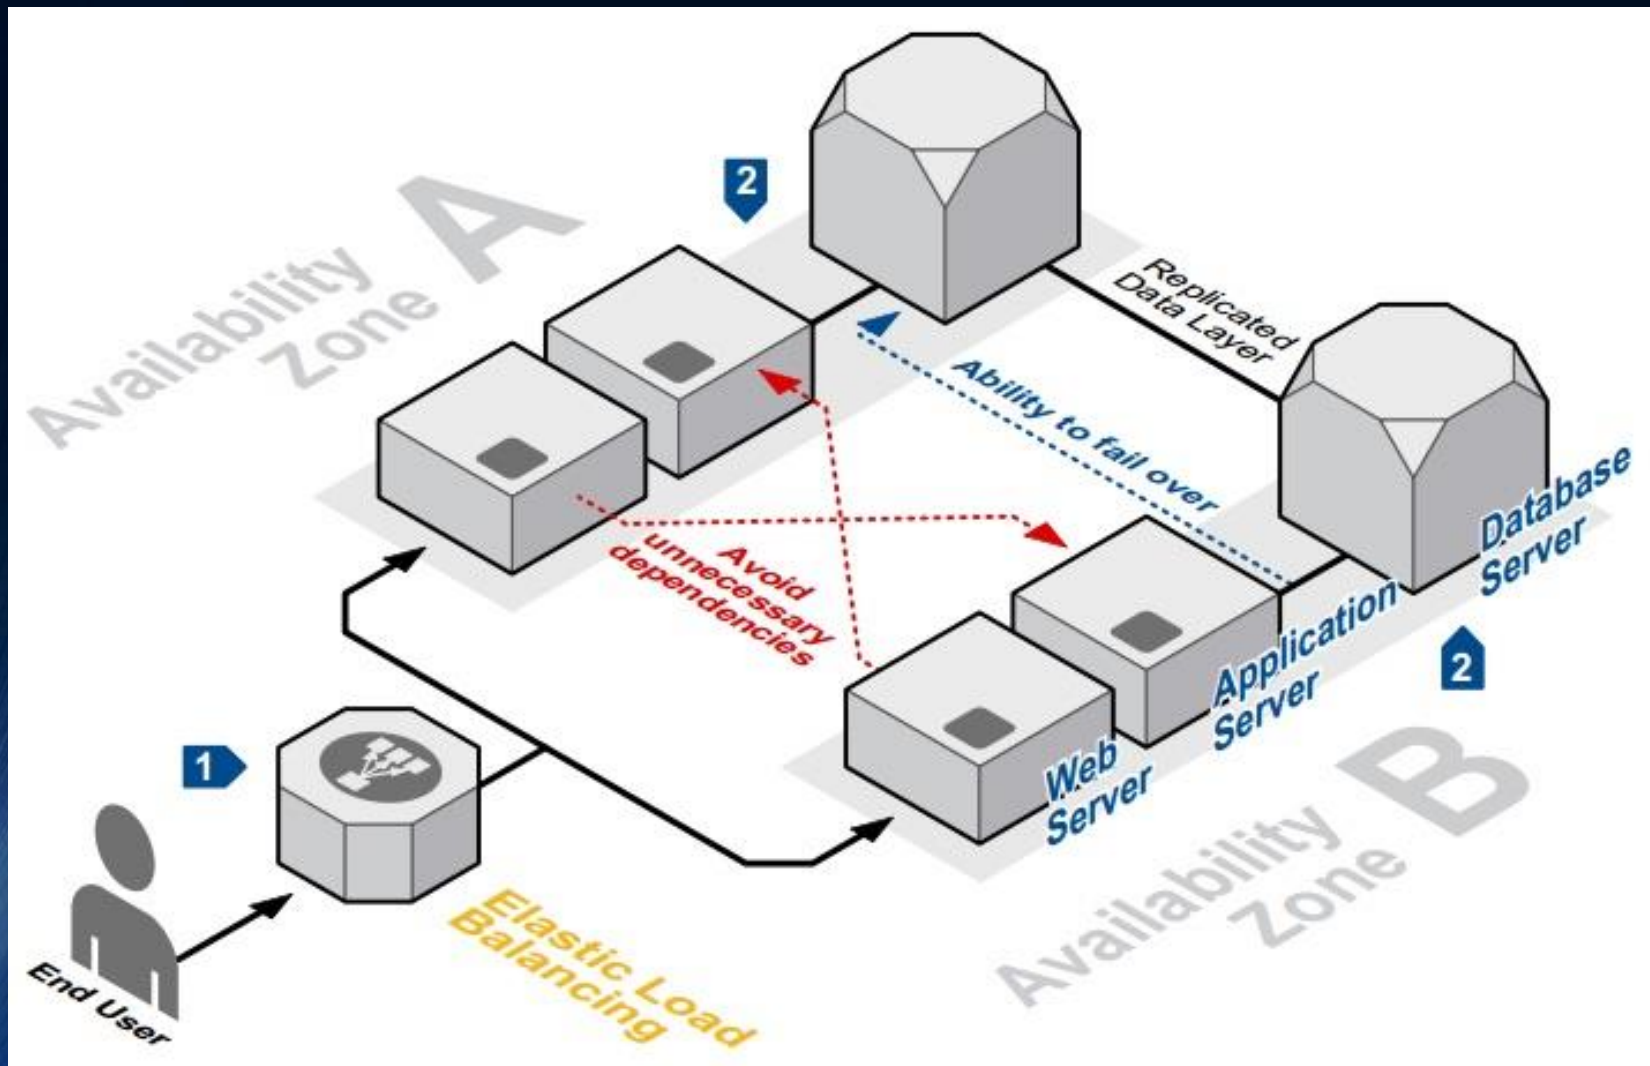 2
Availability
Zone
A
Replicated
Data Layer
Ability to fail over
Avoid
unnecessary
dependencies
Database
Server
Application
Server
Web
Server
2
1
Availability
Zone
B
Elastic Load
Balancing
End User